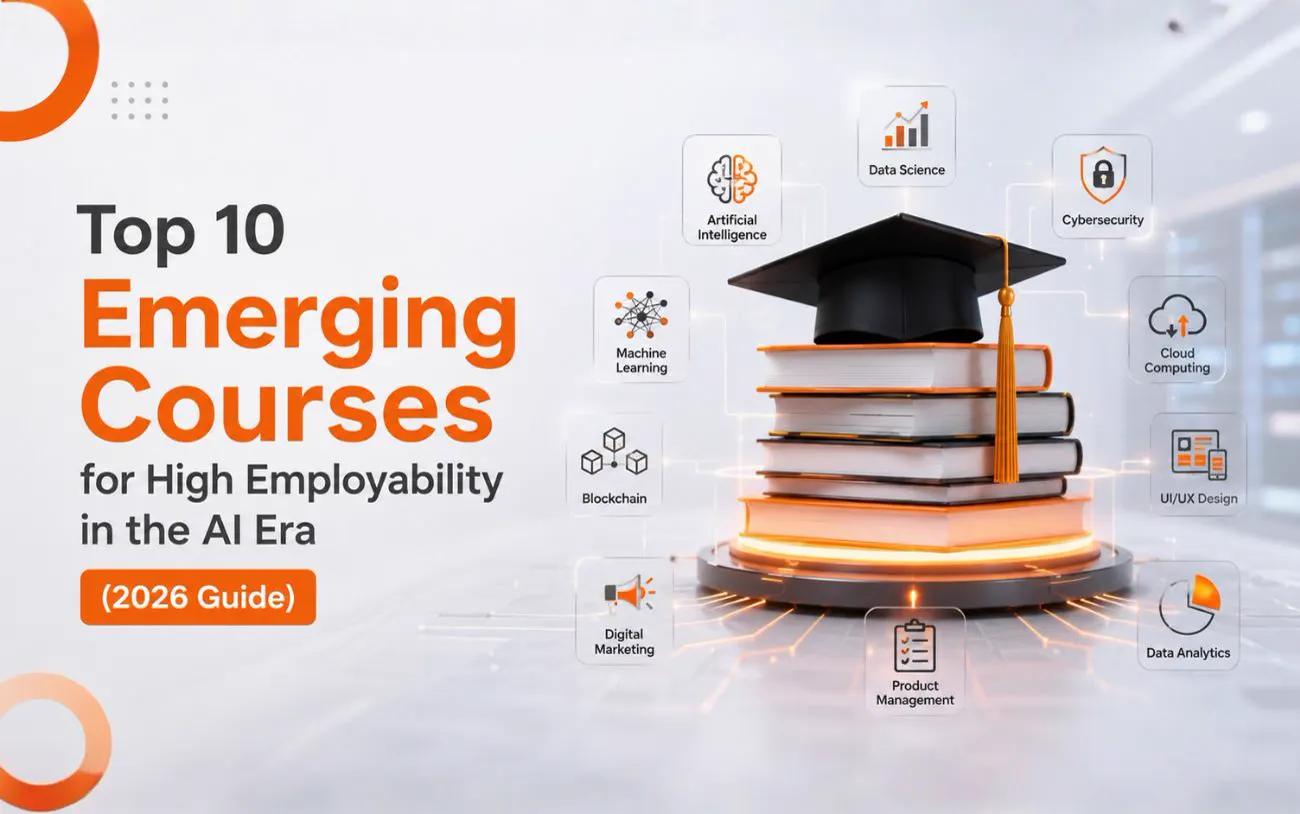 Top 10
Emerging
Courses
for High Employability
in the AI Era
(2026 Guide)
Data Science
Artificial
Intelligence
Cybersecurity
Machine
Learning
Cloud
Computing
Blockchain
UI/UX Design
Digital
Marketing
Product
Management
Data Analytics